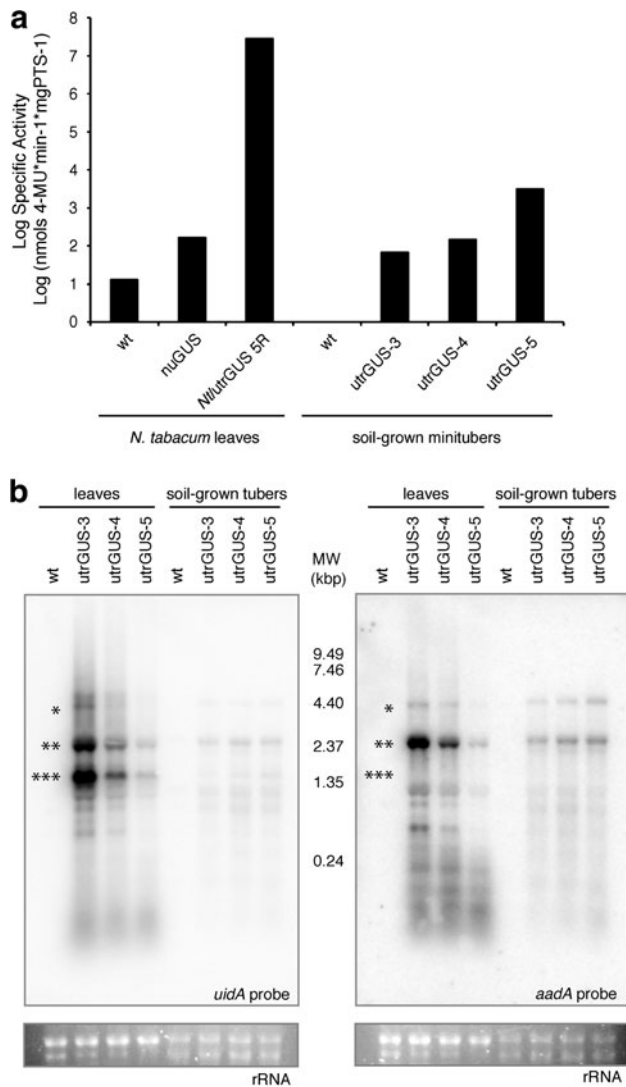 a
Log Specific Activity
Log (nmols 4-MU*min-1*mgPTS-1)
8
7
6
5
4
3
2
1
0
wt
nuGUS
Nt/utrGUS 5R
wt
utrGUS-3
utrGUS-4
utrGUS-5
N. tabacum leaves
soil-grown minitubers
b
leaves
soil-grown tubers
wt
utrGUS-3
utrGUS-4
utrGUS-5
wt
utrGUS-3
utrGUS-4
utrGUS-5
MW
(kbp)
leaves
soil-grown tubers
wt
utrGUS-3
utrGUS-4
utrGUS-5
wt
utrGUS-3
utrGUS-4
utrGUS-5
*
**
***
9.49
7.46
4.40
2.37
1.35
0.24
*
**
***
uidA probe
aadA probe
rRNA
rRNA